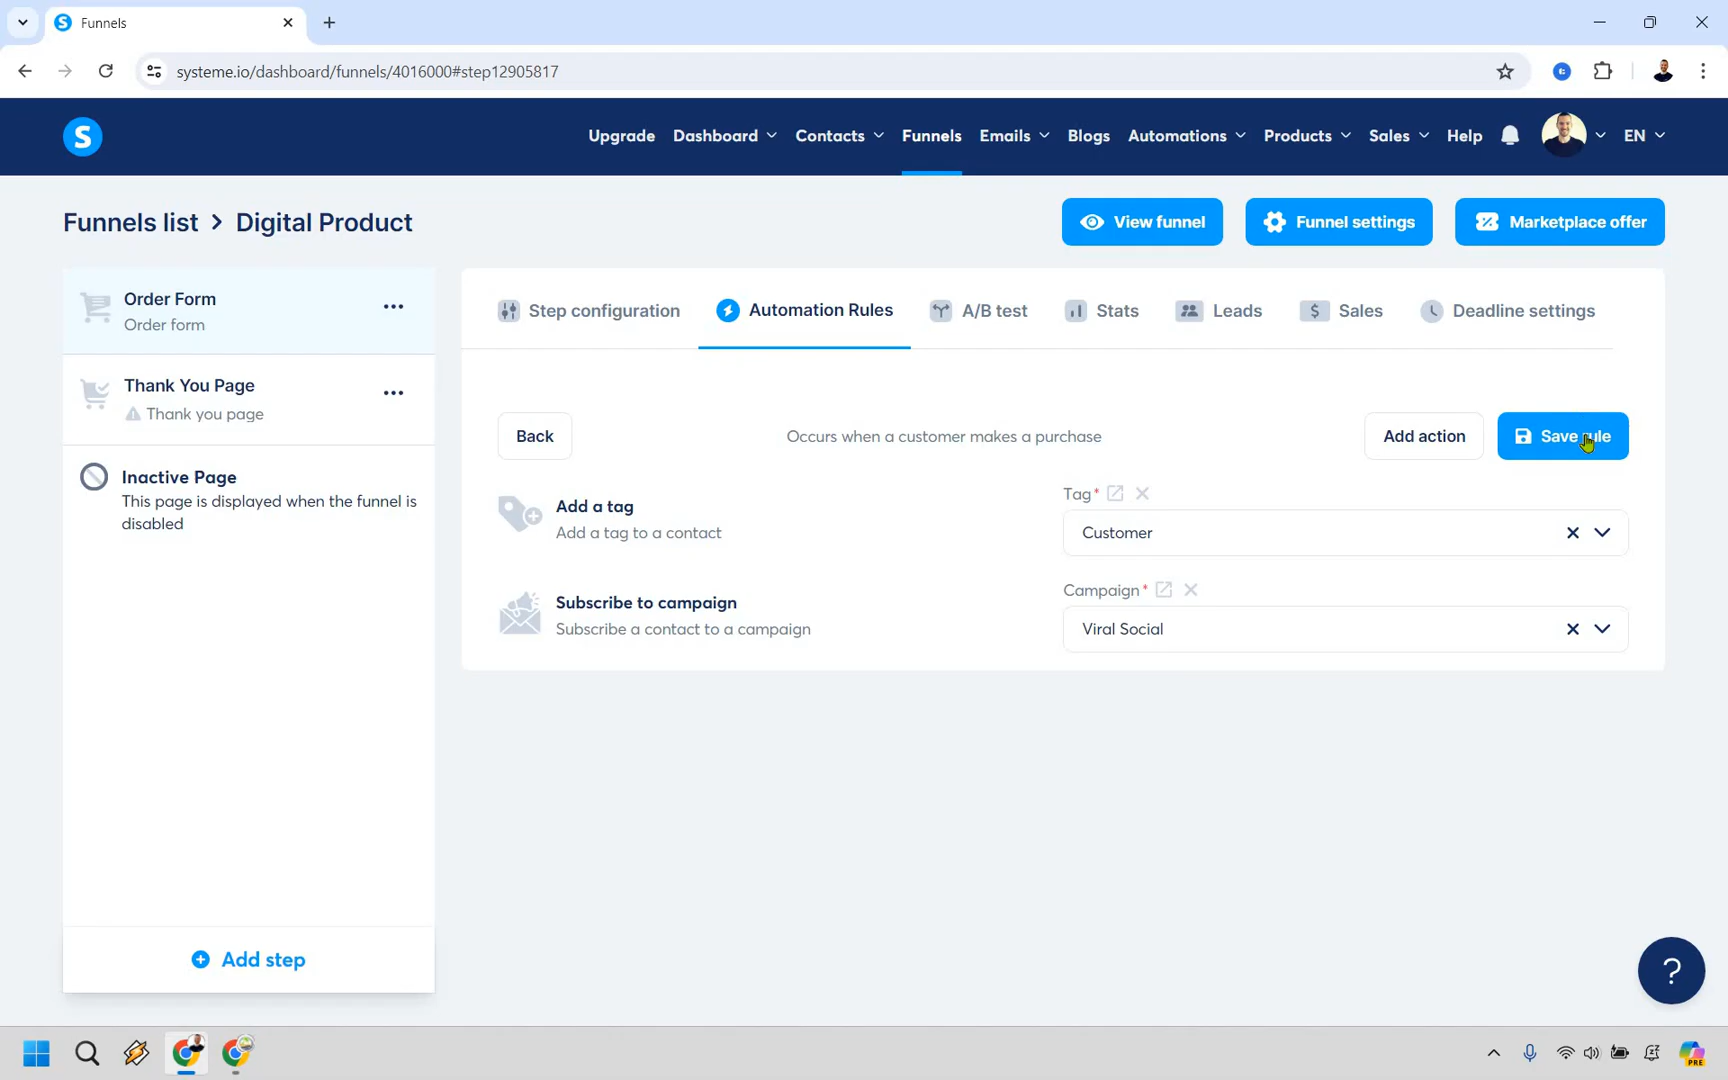 Funnels
systeme.io/dashboard/funnels/4016000#step12905817
S
Upgrade Dashboard Contacts Funnels Emails Blogs Automations Products Sales Help EN
Funnels list > Digital Product
View funnel Funnel settings Marketplace offer
Order Form
Order form
Thank You Page
Thank you page
Inactive Page
This page is displayed when the funnel is
disabled
Add step
Step configuration Automation Rules A/B test Stats Leads Sales Deadline settings
Back Occurs when a customer makes a purchase Add action Save rule
Add a tag
Add a tag to a contact
Tag*
Customer
Subscribe to campaign
Subscribe a contact to a campaign
Campaign*
Viral Social
?
PRE